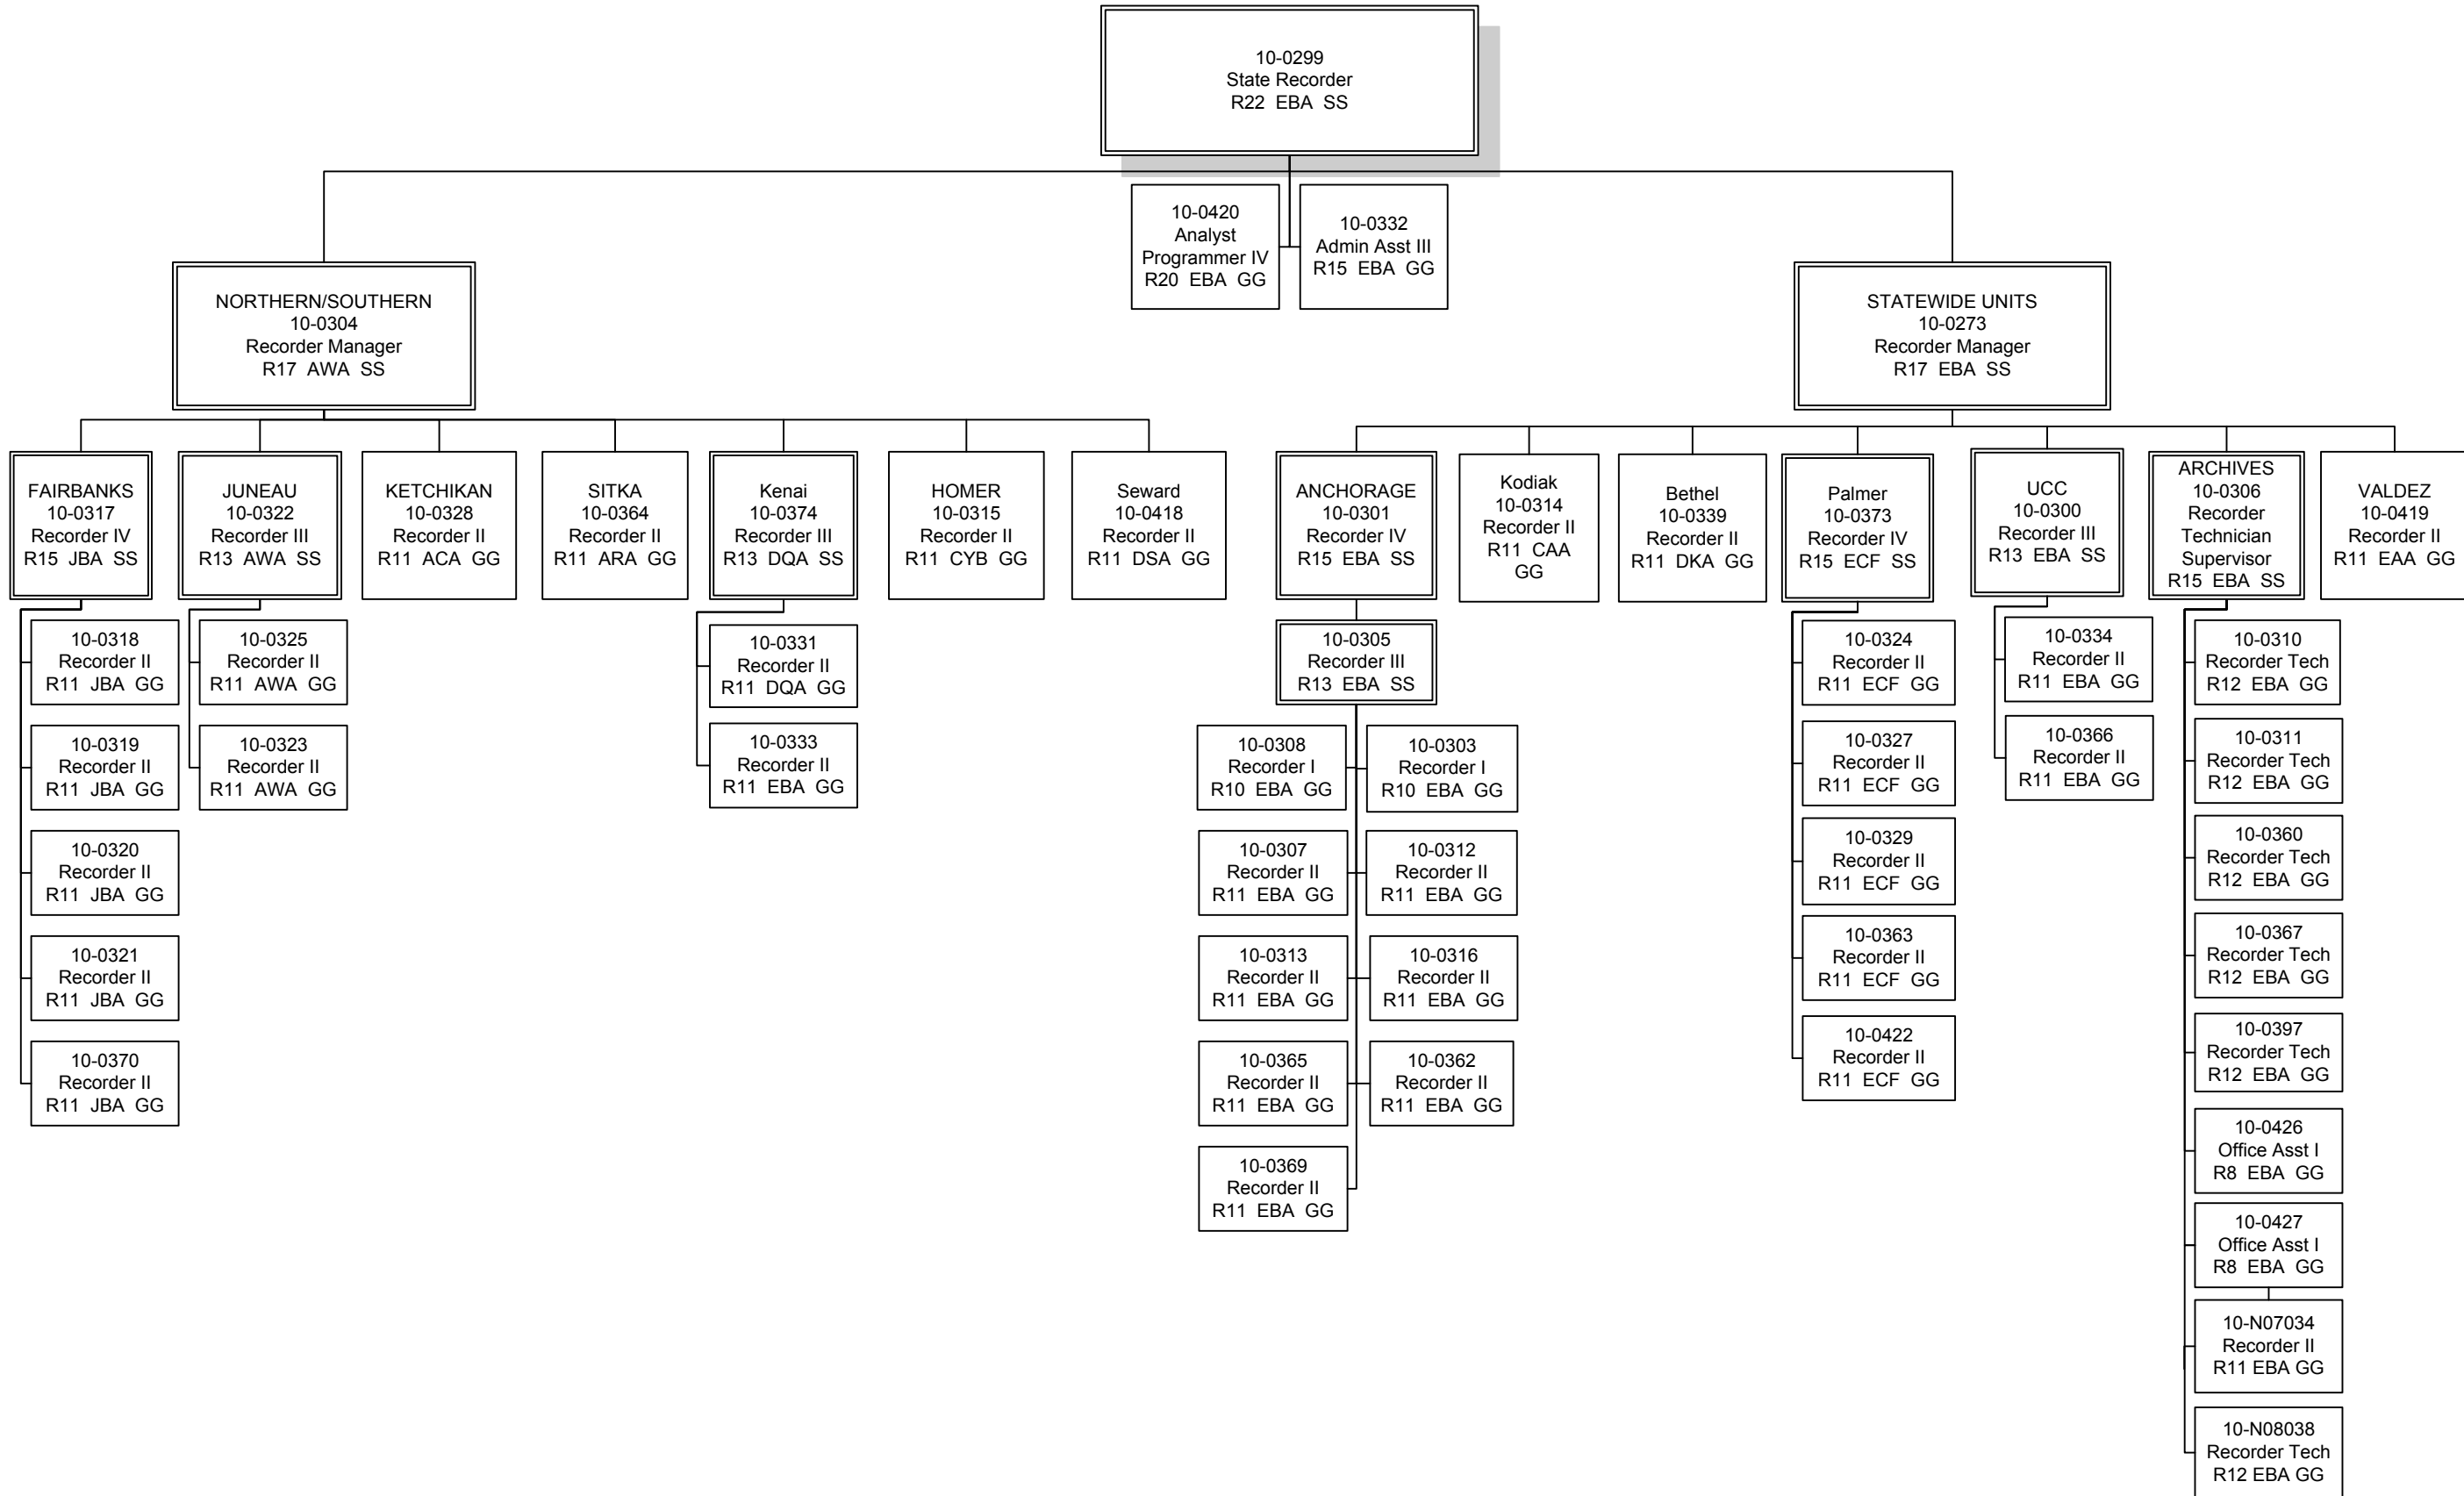 10-0299
State Recorder
R22 EBA SS
10-0420
Analyst
Programmer IV
R20 EBA GG
10-0332
Admin Asst III
R15 EBA GG
NORTHERN/SOUTHERN
10-0304
Recorder Manager
R17 AWA SS
STATEWIDE UNITS
10-0273
Recorder Manager
R17 EBA SS
FAIRBANKS
10-0317
Recorder IV
R15 JBA SS
JUNEAU
10-0322
Recorder III
R13 AWA SS
KETCHIKAN
10-0328
Recorder II
R11 ACA GG
SITKA
10-0364
Recorder II
R11 ARA GG
Kenai
10-0374
Recorder III
R13 DQA SS
HOMER
10-0315
Recorder II
R11 CYB GG
Seward
10-0418
Recorder II
R11 DSA GG
ANCHORAGE
10-0301
Recorder IV
R15 EBA SS
Kodiak
10-0314
Recorder II
R11 CAA
GG
Bethel
10-0339
Recorder II
R11 DKA GG
Palmer
10-0373
Recorder IV
R15 ECF SS
UCC
10-0300
Recorder III
R13 EBA SS
ARCHIVES
10-0306
Recorder
Technician
Supervisor
R15 EBA SS
VALDEZ
10-0419
Recorder II
R11 EAA GG
10-0318
Recorder II
R11 JBA GG
10-0319
Recorder II
R11 JBA GG
10-0320
Recorder II
R11 JBA GG
10-0321
Recorder II
R11 JBA GG
10-0370
Recorder II
R11 JBA GG
10-0325
Recorder II
R11 AWA GG
10-0323
Recorder II
R11 AWA GG
10-0331
Recorder II
R11 DQA GG
10-0333
Recorder II
R11 EBA GG
10-0305
Recorder III
R13 EBA SS
10-0308
Recorder I
R10 EBA GG
10-0303
Recorder I
R10 EBA GG
10-0307
Recorder II
R11 EBA GG
10-0312
Recorder II
R11 EBA GG
10-0313
Recorder II
R11 EBA GG
10-0316
Recorder II
R11 EBA GG
10-0365
Recorder II
R11 EBA GG
10-0362
Recorder II
R11 EBA GG
10-0369
Recorder II
R11 EBA GG
10-0324
Recorder II
R11 ECF GG
10-0327
Recorder II
R11 ECF GG
10-0329
Recorder II
R11 ECF GG
10-0363
Recorder II
R11 ECF GG
10-0422
Recorder II
R11 ECF GG
10-0334
Recorder II
R11 EBA GG
10-0366
Recorder II
R11 EBA GG
10-0310
Recorder Tech
R12 EBA GG
10-0311
Recorder Tech
R12 EBA GG
10-0360
Recorder Tech
R12 EBA GG
10-0367
Recorder Tech
R12 EBA GG
10-0397
Recorder Tech
R12 EBA GG
10-0426
Office Asst I
R8 EBA GG
10-0427
Office Asst I
R8 EBA GG
10-N07034
Recorder II
R11 EBA GG
10-N08038
Recorder Tech
R12 EBA GG